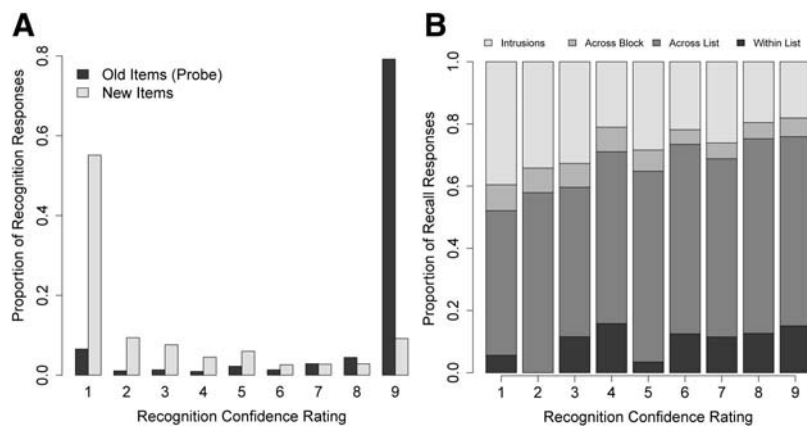 A
Proportion of Recognition Responses
0.0
0.2
0.4
0.6
0.8
Old Items (Probe)
New Items
1 2 3 4 5 6 7 8 9
Recognition Confidence Rating
B
Intrusions Across Block Across List Within List
Proportion of Recall Responses
0.0
0.2
0.4
0.6
0.8
1.0
1 2 3 4 5 6 7 8 9
Recognition Confidence Rating